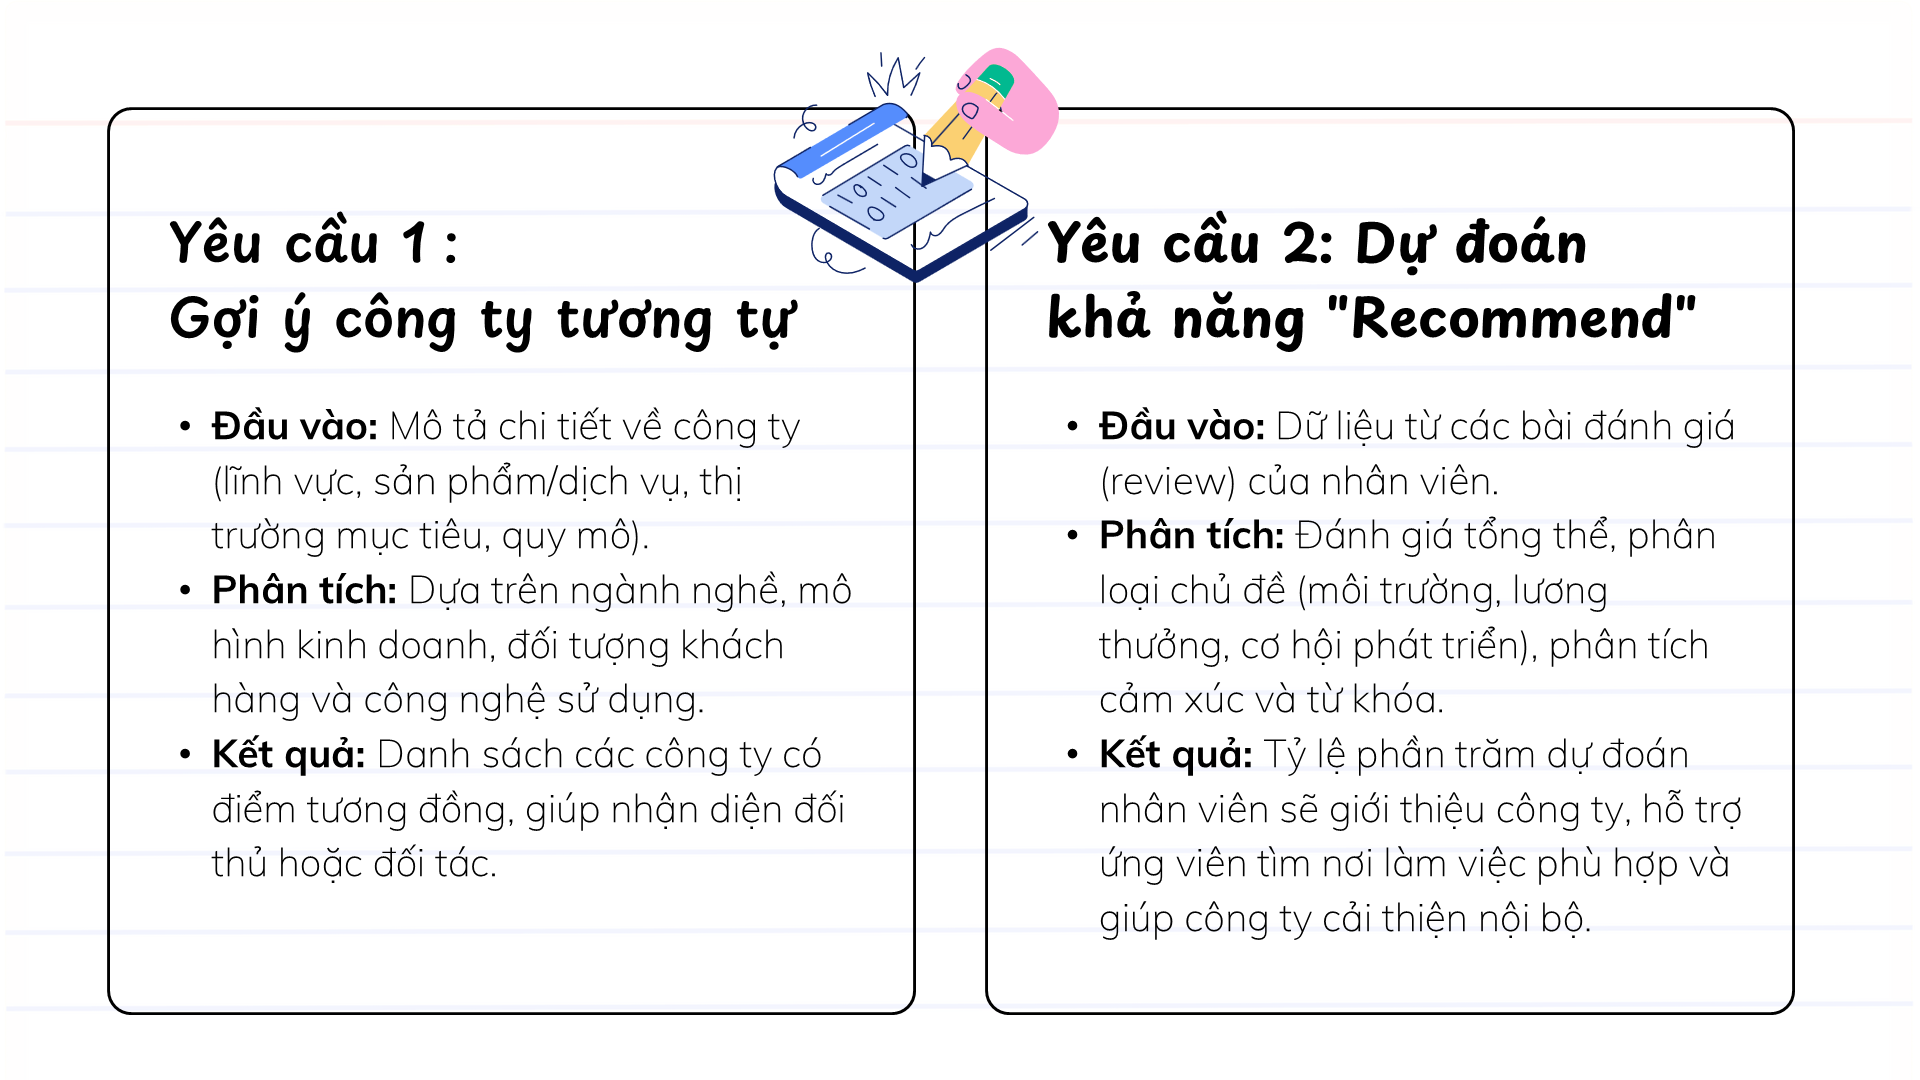 Yêu cầu 1 :
Gợi ý công ty tương tự
• Đầu vào: Mô tả chi tiết về công ty
(lĩnh vực, sản phẩm/dịch vụ, thị
trường mục tiêu, quy mô).
• Phân tích: Dựa trên ngành nghề, mô
hình kinh doanh, đối tượng khách
hàng và công nghệ sử dụng.
• Kết quả: Danh sách các công ty có
điểm tương đồng, giúp nhận diện đối
thủ hoặc đối tác.
Yêu cầu 2: Dự đoán
khả năng "Recommend"
• Đầu vào: Dữ liệu từ các bài đánh giá
(review) của nhân viên.
• Phân tích: Đánh giá tổng thể, phân
loại chủ đề (môi trường, lương
thưởng, cơ hội phát triển), phân tích
cảm xúc và từ khóa.
• Kết quả: Tỷ lệ phần trăm dự đoán
nhân viên sẽ giới thiệu công ty, hỗ trợ
ứng viên tìm nơi làm việc phù hợp và
giúp công ty cải thiện nội bộ.